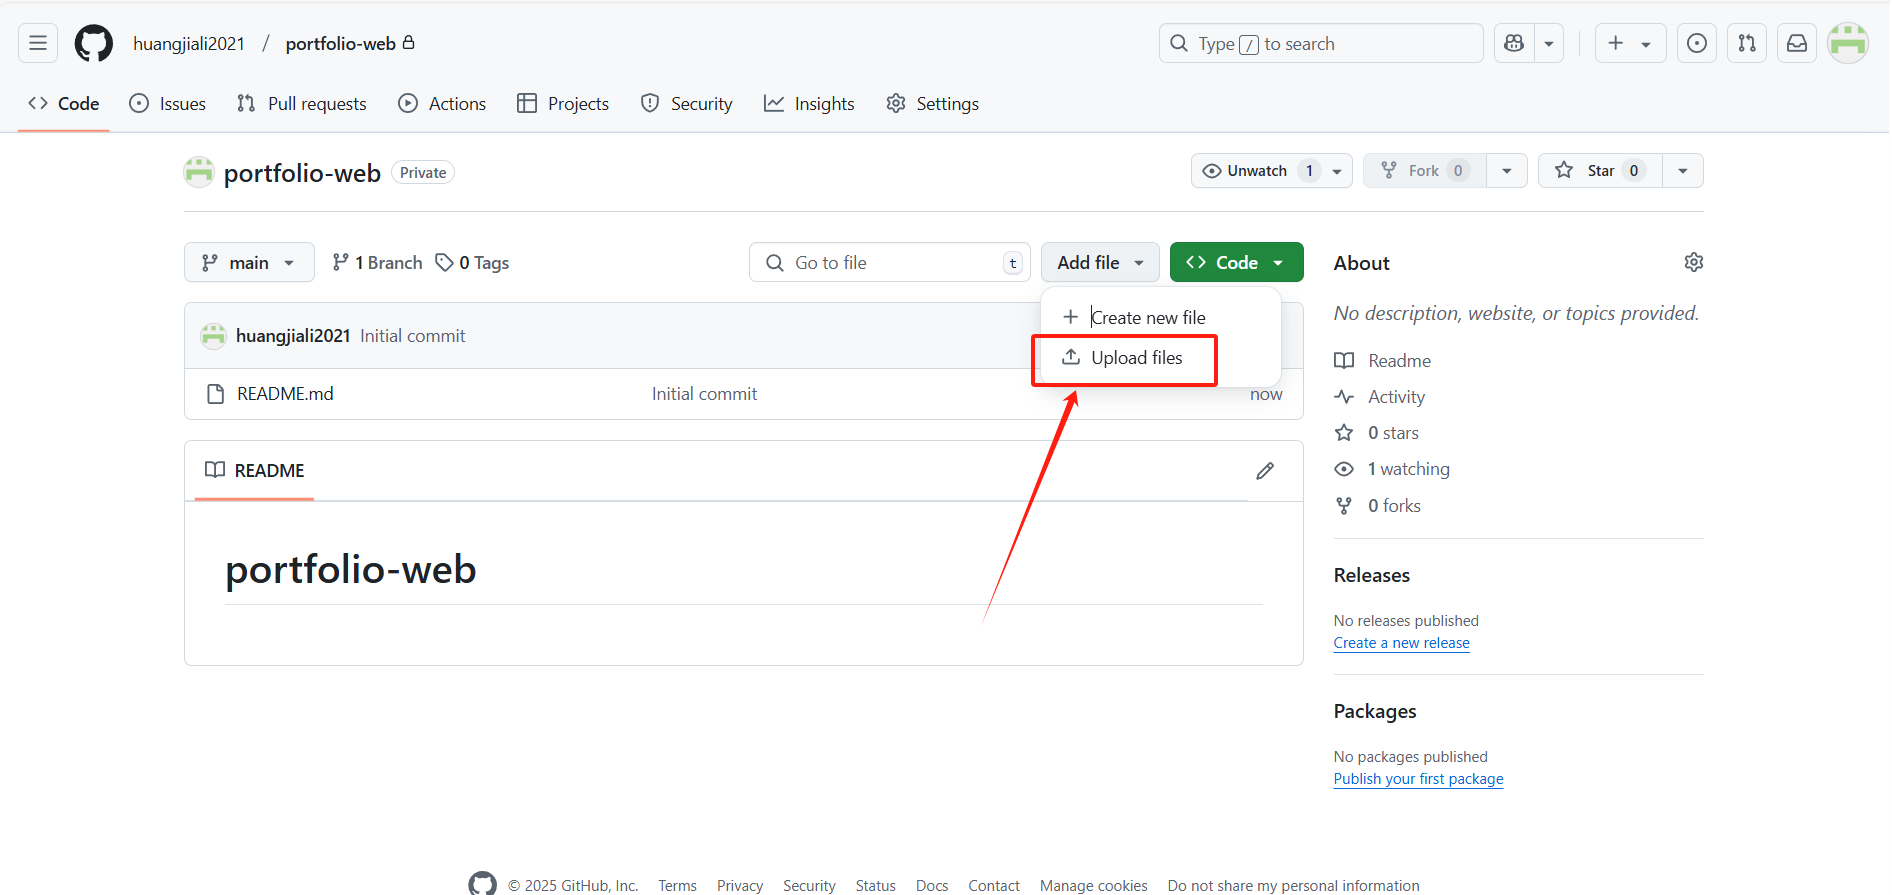 huangjiali2021 / portfolio-web
Type / to search
Code Issues Pull requests Actions Projects Security Insights Settings
portfolio-web Private
Unwatch 1 Fork 0 Star 0
main 1 Branch 0 Tags
Go to file t
Add file
Code
Create new file
Upload files
huangjiali2021 Initial commit
README.md Initial commit now
README
portfolio-web
About
No description, website, or topics provided.
Readme
Activity
0 stars
1 watching
0 forks
Releases
No releases published
Create a new release
Packages
No packages published
Publish your first package
© 2025 GitHub, Inc. Terms Privacy Security Status Docs Contact Manage cookies Do not share my personal information